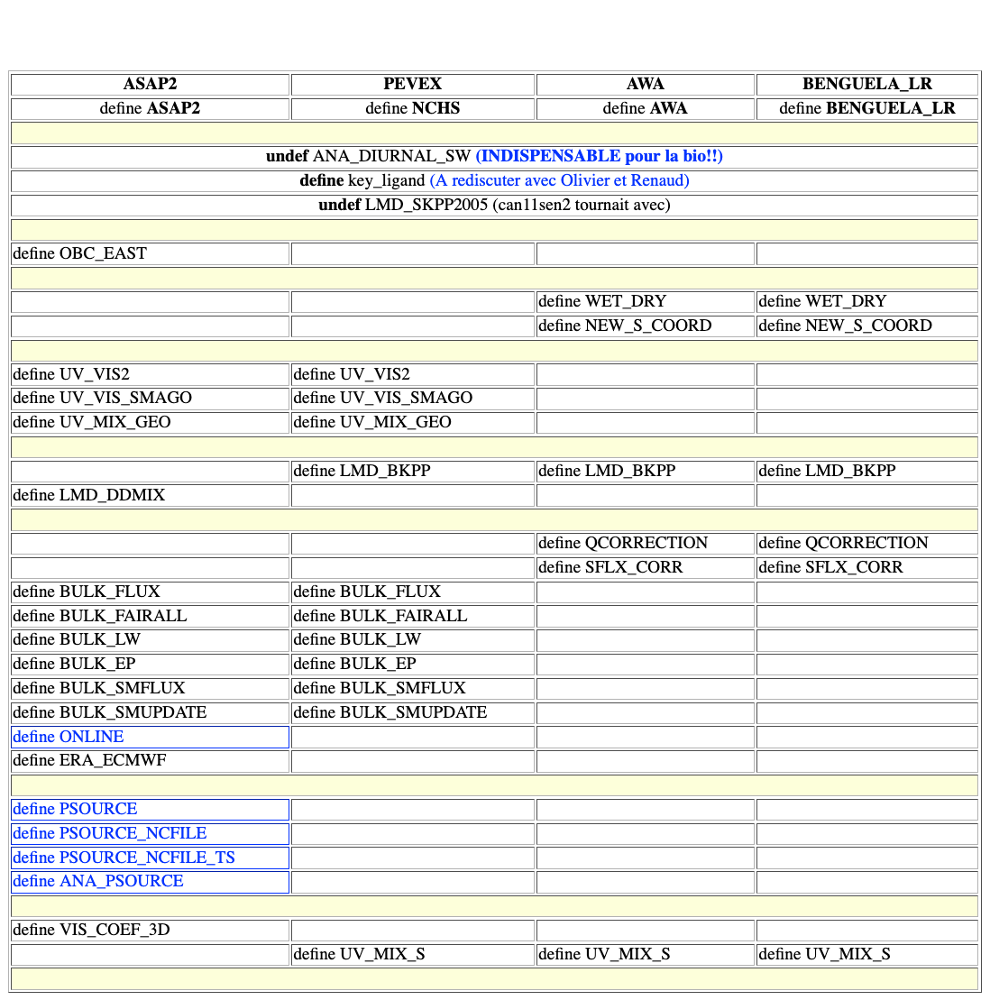 ASAP2 PEVEX AWA BENGUELA_LR
define ASAP2 define NCHS define AWA define BENGUELA_LR
undef ANA_DIURNAL_SW (INDISPENSABLE pour la bio!!)
define key_ligand (A rediscuter avec Olivier et Renaud)
undef LMD_SKPP2005 (can11sen2 tournait avec)
define OBC_EAST
define WET_DRY define WET_DRY
define NEW_S_COORD define NEW_S_COORD
define UV_VIS2 define UV_VIS2
define UV_VIS_SMAGO define UV_VIS_SMAGO
define UV_MIX_GEO define UV_MIX_GEO
define LMD_BKPP define LMD_BKPP define LMD_BKPP
define LMD_DDMIX
define QCORRECTION define QCORRECTION
define SFLX_CORR define SFLX_CORR
define BULK_FLUX define BULK_FLUX
define BULK_FAIRALL define BULK_FAIRALL
define BULK_LW define BULK_LW
define BULK_EP define BULK_EP
define BULK_SMFLUX define BULK_SMFLUX
define BULK_SMUPDATE define BULK_SMUPDATE
define ONLINE
define ERA_ECMWF
define PSOURCE
define PSOURCE_NCFILE
define PSOURCE_NCFILE_TS
define ANA_PSOURCE
define VIS_COEF_3D
define UV_MIX_S define UV_MIX_S define UV_MIX_S